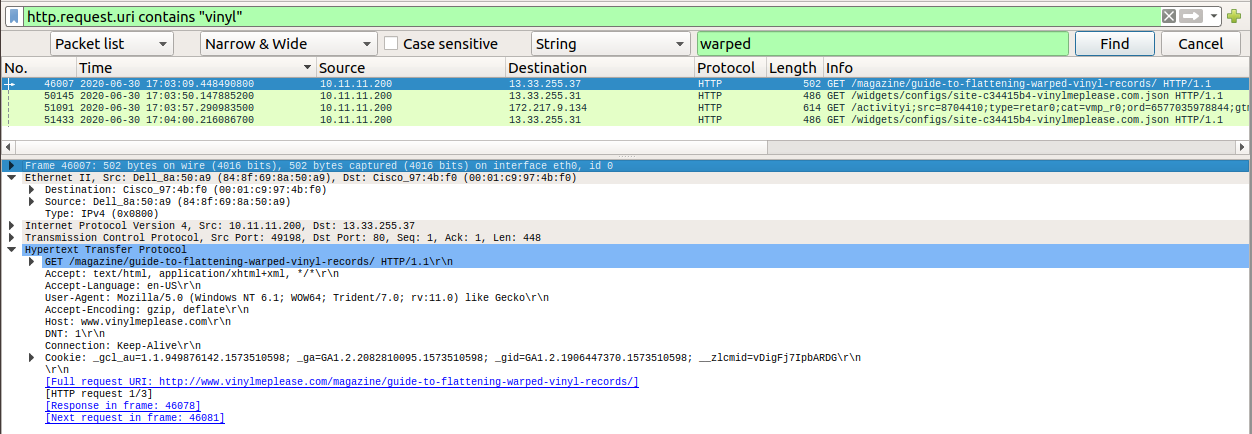 http.request.uri contains "vinyl"
Packet list Narrow & Wide Case sensitive String warped Find Cancel
No. Time Source Destination Protocol Length Info
46007 2020-06-30 17:03:09.448490800 10.11.11.200 13.33.255.37 HTTP 502 GET /magazine/guide-to-flattening-warped-vinyl-records/ HTTP/1.1
50145 2020-06-30 17:03:50.147885200 10.11.11.200 13.33.255.31 HTTP 486 GET /widgets/configs/site-c34415b4-vinylmeplease.com.json HTTP/1.1
51091 2020-06-30 17:03:57.290983500 10.11.11.200 172.217.9.134 HTTP 614 GET /activityi;src=8704410;type=retar0;cat=vmp_r0;ord=6577035978844;gtm
51433 2020-06-30 17:04:00.216086700 10.11.11.200 13.33.255.31 HTTP 486 GET /widgets/configs/site-c34415b4-vinylmeplease.com.json HTTP/1.1
Frame 46007: 502 bytes on wire (4016 bits), 502 bytes captured (4016 bits) on interface eth0, id 0
Ethernet II, Src: Dell_8a:50:a9 (84:8f:69:8a:50:a9), Dst: Cisco_97:4b:f0 (00:01:c9:97:4b:f0)
Destination: Cisco_97:4b:f0 (00:01:c9:97:4b:f0)
Source: Dell_8a:50:a9 (84:8f:69:8a:50:a9)
Type: IPv4 (0x0800)
Internet Protocol Version 4, Src: 10.11.11.200, Dst: 13.33.255.37
Transmission Control Protocol, Src Port: 49198, Dst Port: 80, Seq: 1, Ack: 1, Len: 448
Hypertext Transfer Protocol
GET /magazine/guide-to-flattening-warped-vinyl-records/ HTTP/1.1\r\n
Accept: text/html, application/xhtml+xml, */*\r\n
Accept-Language: en-US\r\n
User-Agent: Mozilla/5.0 (Windows NT 6.1; WOW64; Trident/7.0; rv:11.0) like Gecko\r\n
Accept-Encoding: gzip, deflate\r\n
Host: www.vinylmeplease.com\r\n
DNT: 1\r\n
Connection: Keep-Alive\r\n
Cookie: _gcl_au=1.1.949876142.1573510598; _ga=GA1.2.2082810095.1573510598; _gid=GA1.2.1906447370.1573510598; __zlcmid=vDigFj7IpbARDG\r\n
\r\n
[Full request URI: http://www.vinylmeplease.com/magazine/guide-to-flattening-warped-vinyl-records/]
[HTTP request 1/3]
[Response in frame: 46078]
[Next request in frame: 46081]